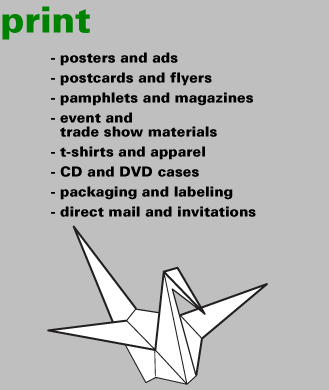 print
- posters and ads
- postcards and flyers
- pamphlets and magazines
- event and
trade show materials
- t-shirts and apparel
- CD and DVD cases
- packaging and labeling
- direct mail and invitations